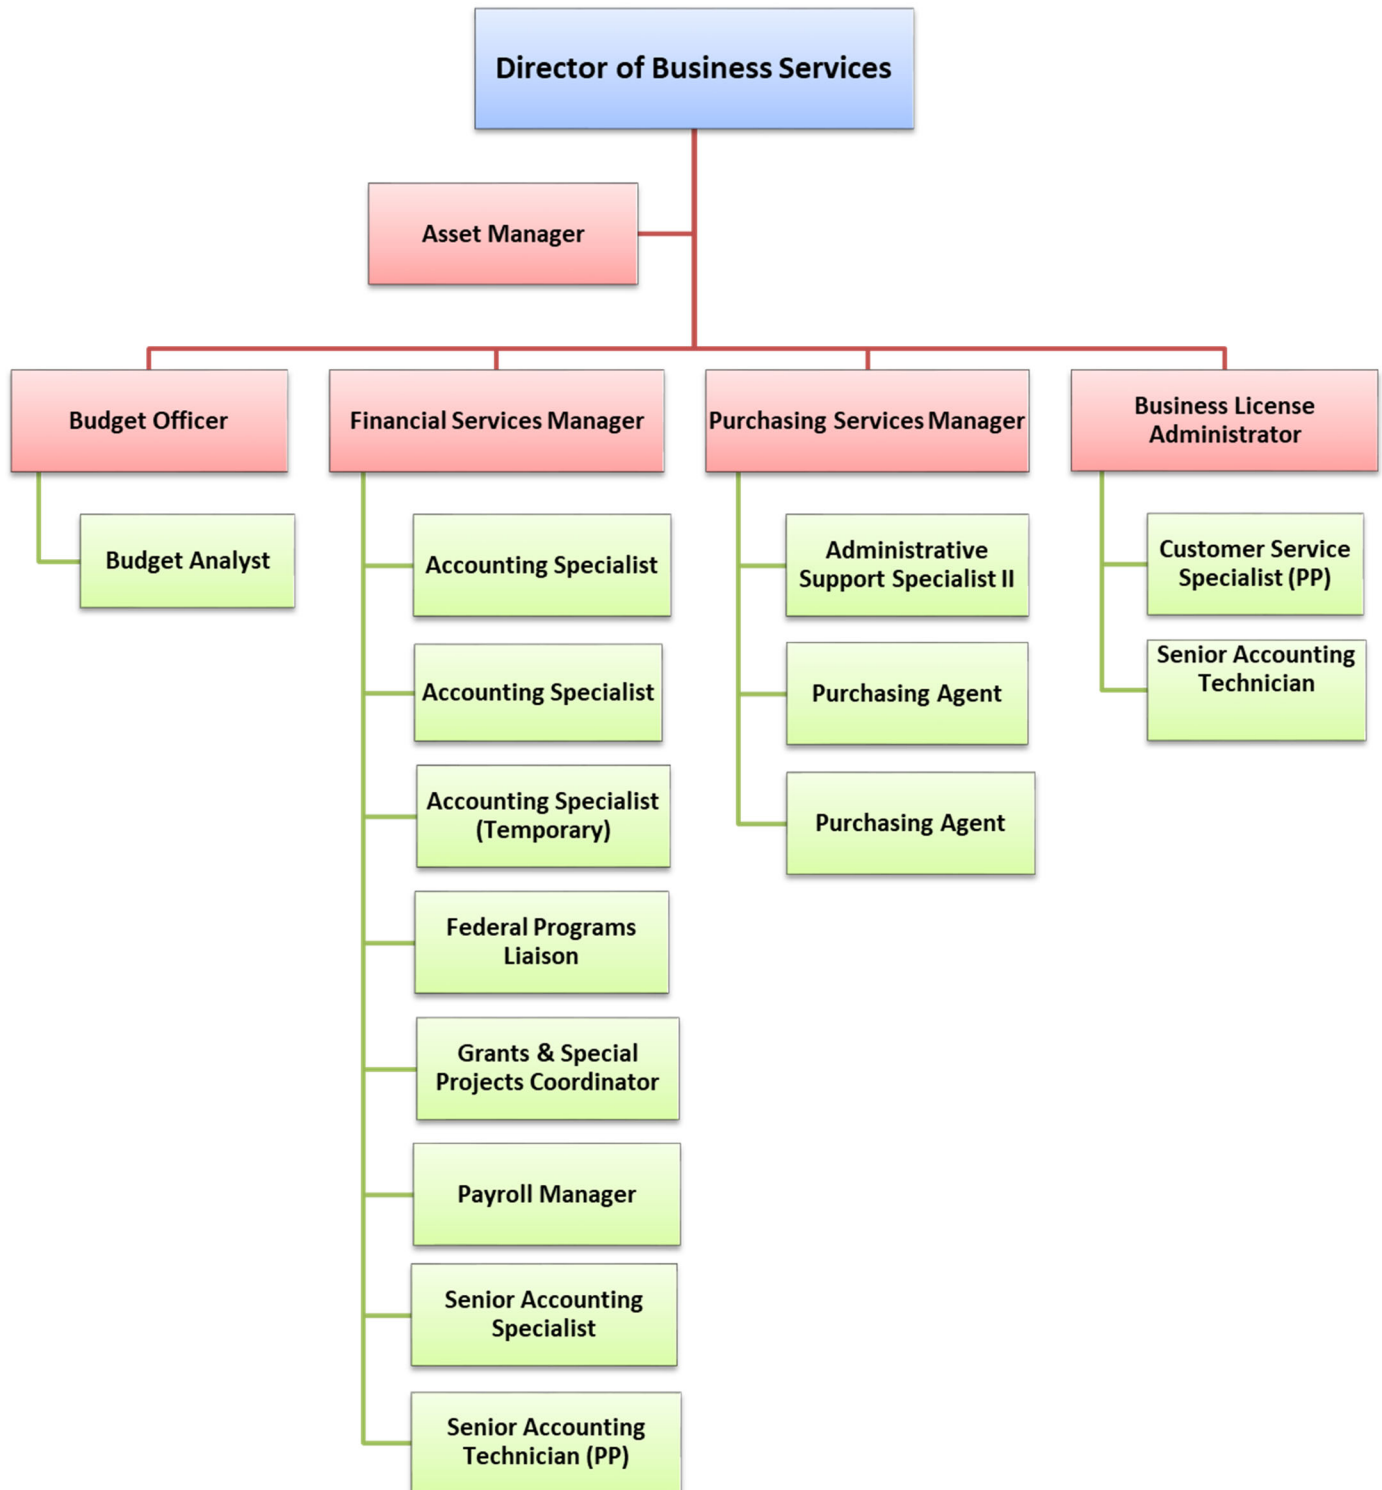 Director of Business Services
Asset Manager
Budget Officer
Financial Services Manager
Purchasing Services Manager
Business License
Administrator
Budget Analyst
Accounting Specialist
Accounting Specialist
Accounting Specialist
(Temporary)
Federal Programs
Liaison
Grants & Special
Projects Coordinator
Payroll Manager
Senior Accounting
Specialist
Senior Accounting
Technician (PP)
Administrative
Support Specialist II
Purchasing Agent
Purchasing Agent
Customer Service
Specialist (PP)
Senior Accounting
Technician